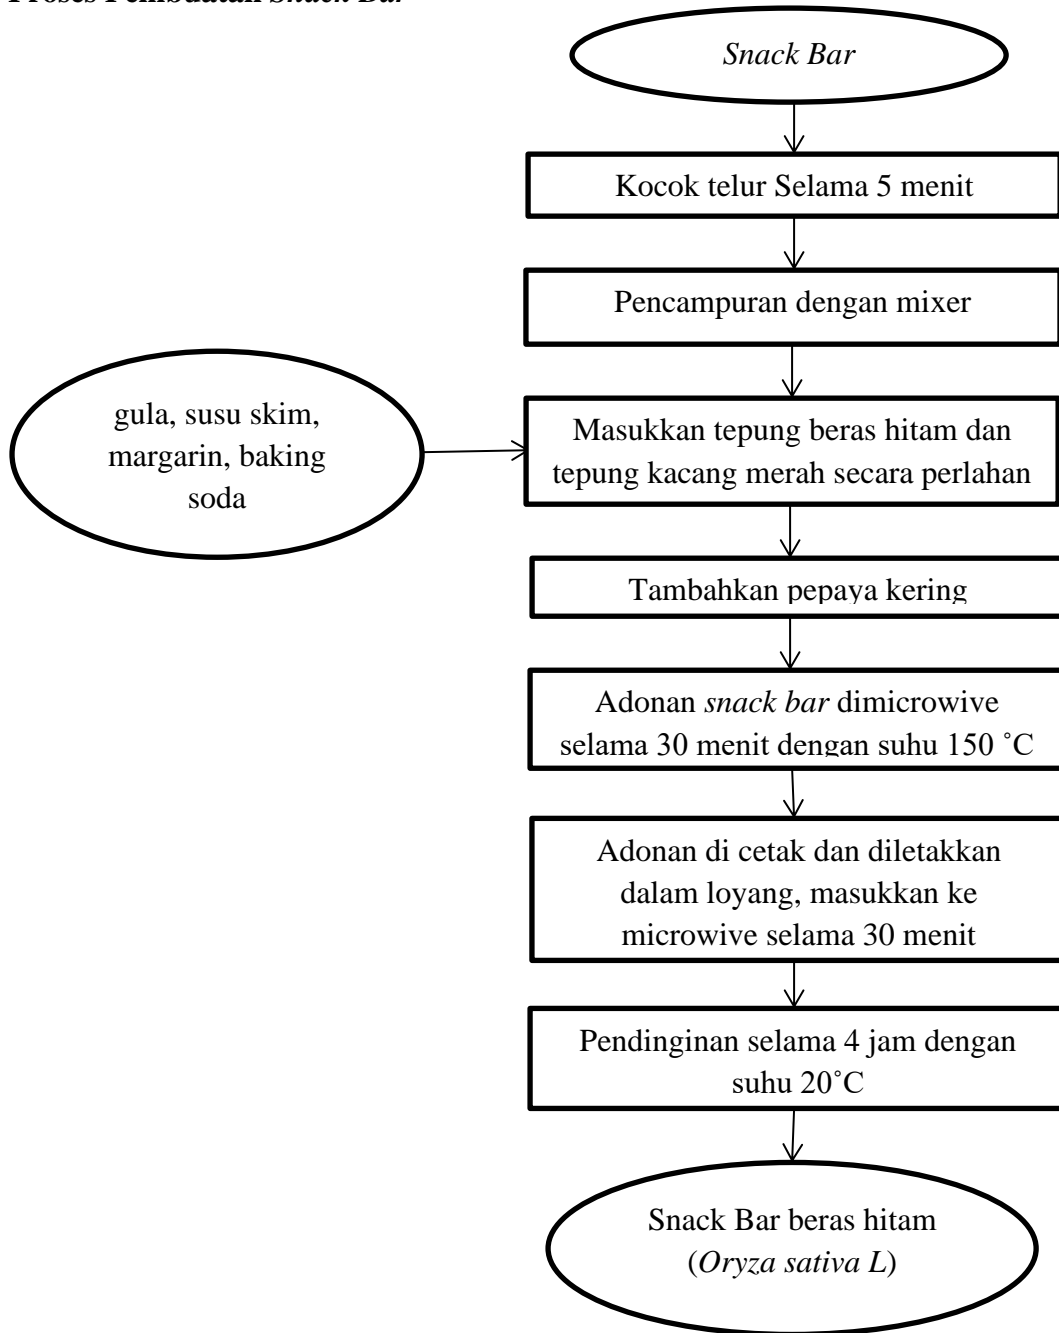 Proses Pembuatan Snack Bar
Snack Bar
Kocok telur Selama 5 menit
Pencampuran dengan mixer
gula, susu skim,
margarin, baking
soda
Masukkan tepung beras hitam dan
tepung kacang merah secara perlahan
Tambahkan pepaya kering
Adonan snack bar dimicrowive
selama 30 menit dengan suhu 150 ˚C
Adonan di cetak dan diletakkan
dalam loyang, masukkan ke
microwive selama 30 menit
Pendinginan selama 4 jam dengan
suhu 20˚C
Snack Bar beras hitam
(Oryza sativa L)